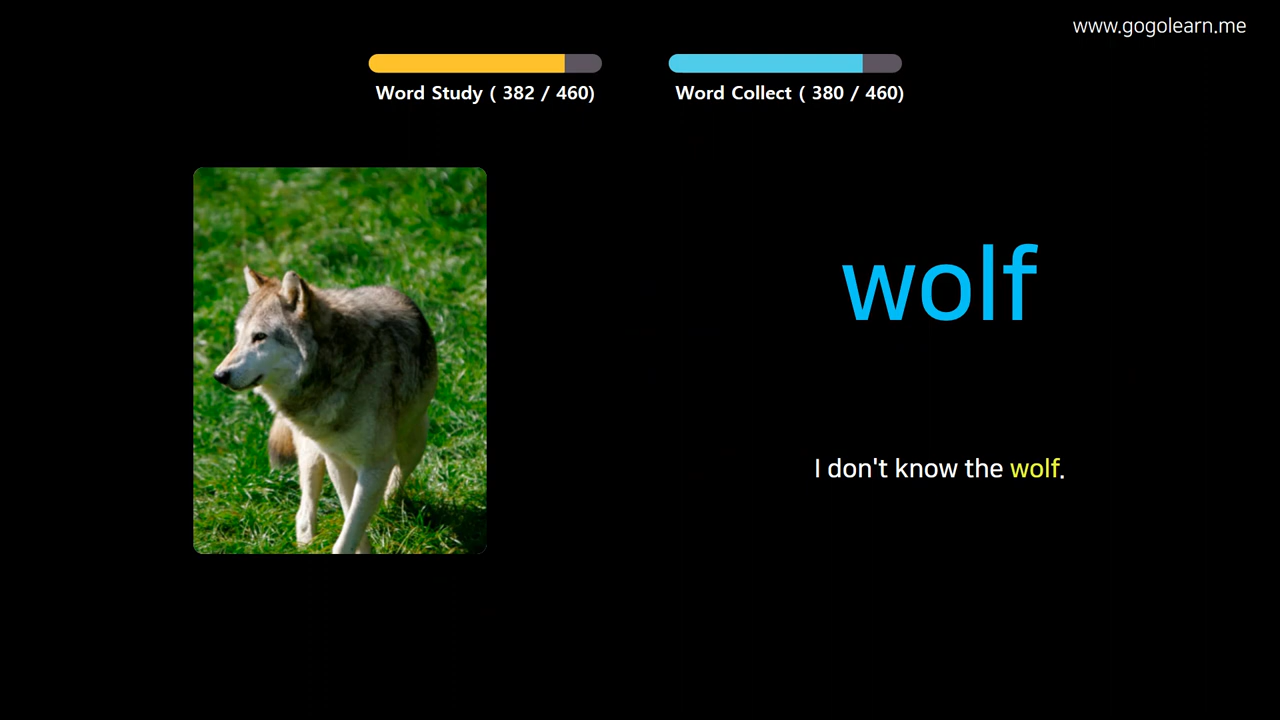 www.gogolearn.me
Word Study ( 382 / 460)
Word Collect ( 380 / 460)
wolf
I don't know the wolf.